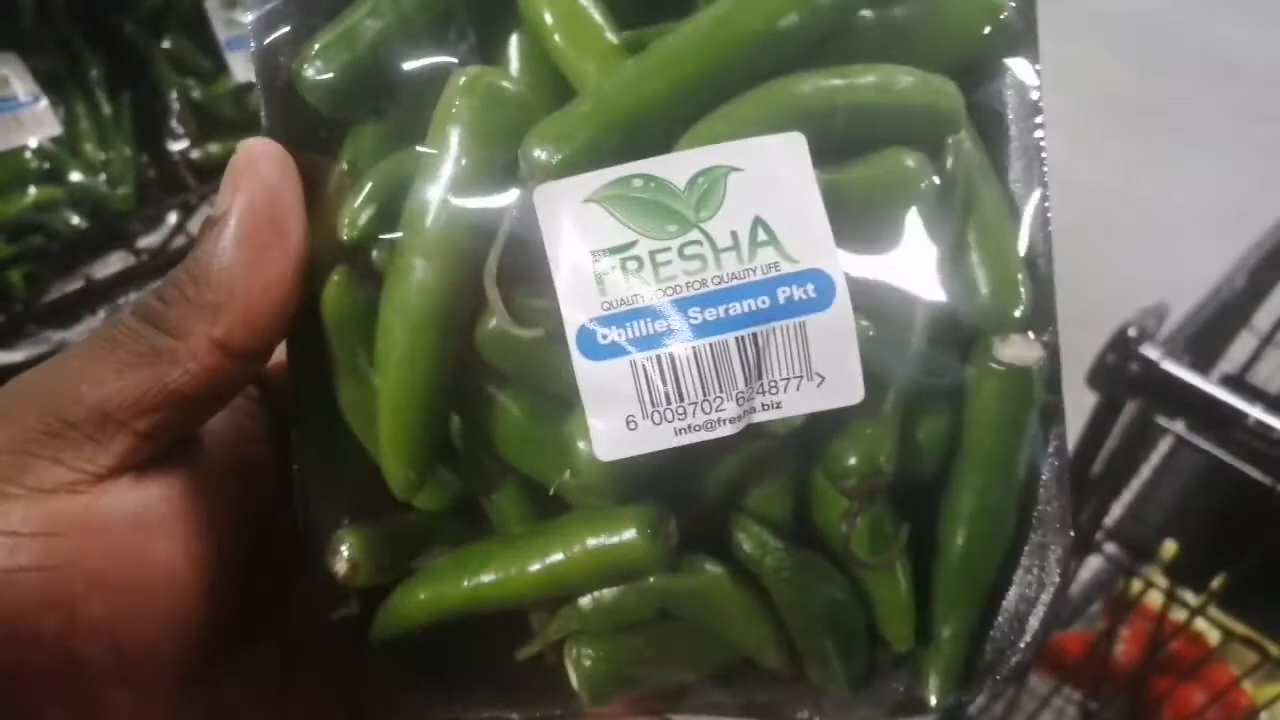 FRESHA
QUALITY FOOD FOR QUALITY LIFE
Chillies Serano Pkt
6 009702 624877 >
info@fresha.biz